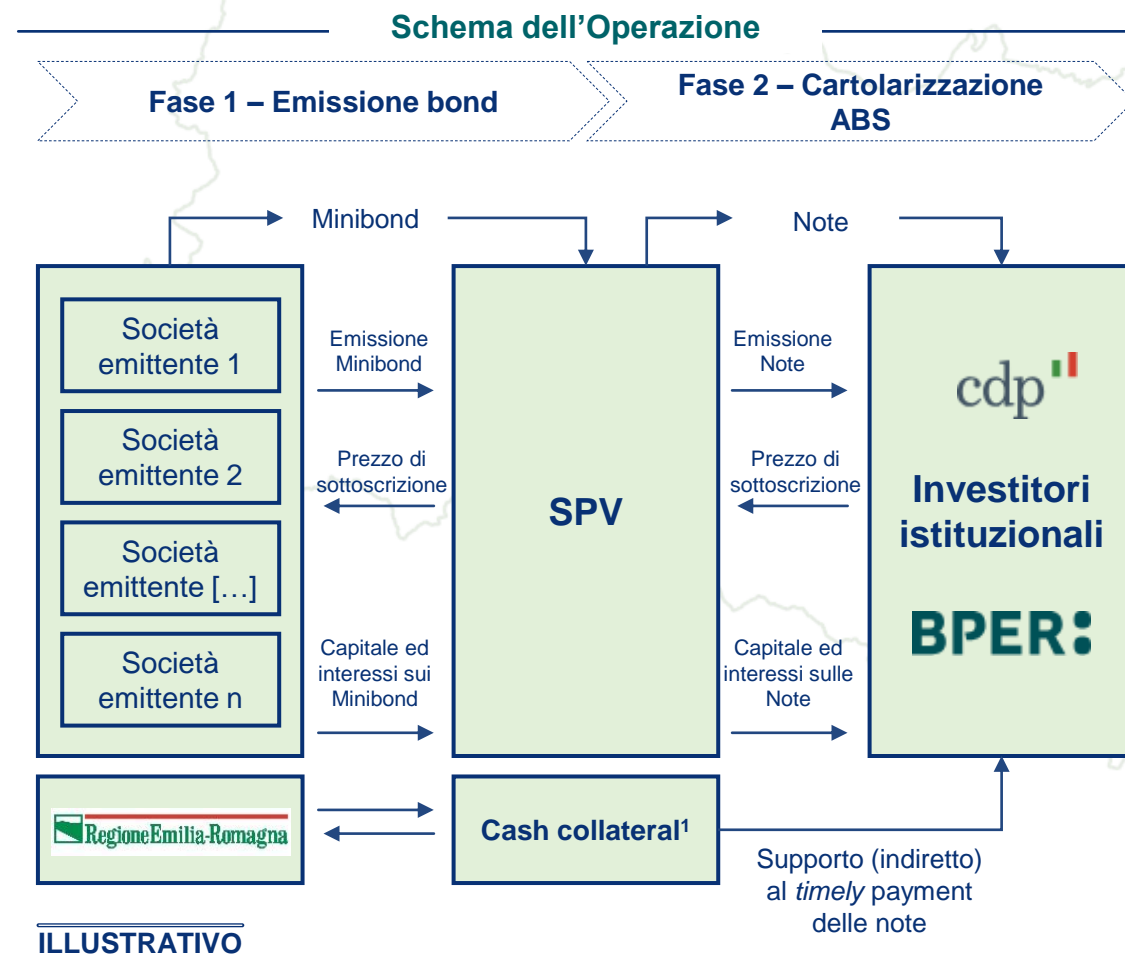 Schema dell'Operazione
Fase 1 – Emissione bond
Fase 2 – Cartolarizzazione
ABS
Minibond
Note
Società
emittente 1
Società
emittente 2
Società
emittente […]
Società
emittente n
Emissione
Minibond
Prezzo di
sottoscrizione
Capitale ed
interessi sui
Minibond
SPV
Emissione
Note
Prezzo di
sottoscrizione
Capitale ed
interessi sulle
Note
cdp
Investitori
istituzionali
BPER:
RegioneEmilia-Romagna
Cash collateral¹
Supporto (indiretto)
al timely payment
delle note
ILLUSTRATIVO